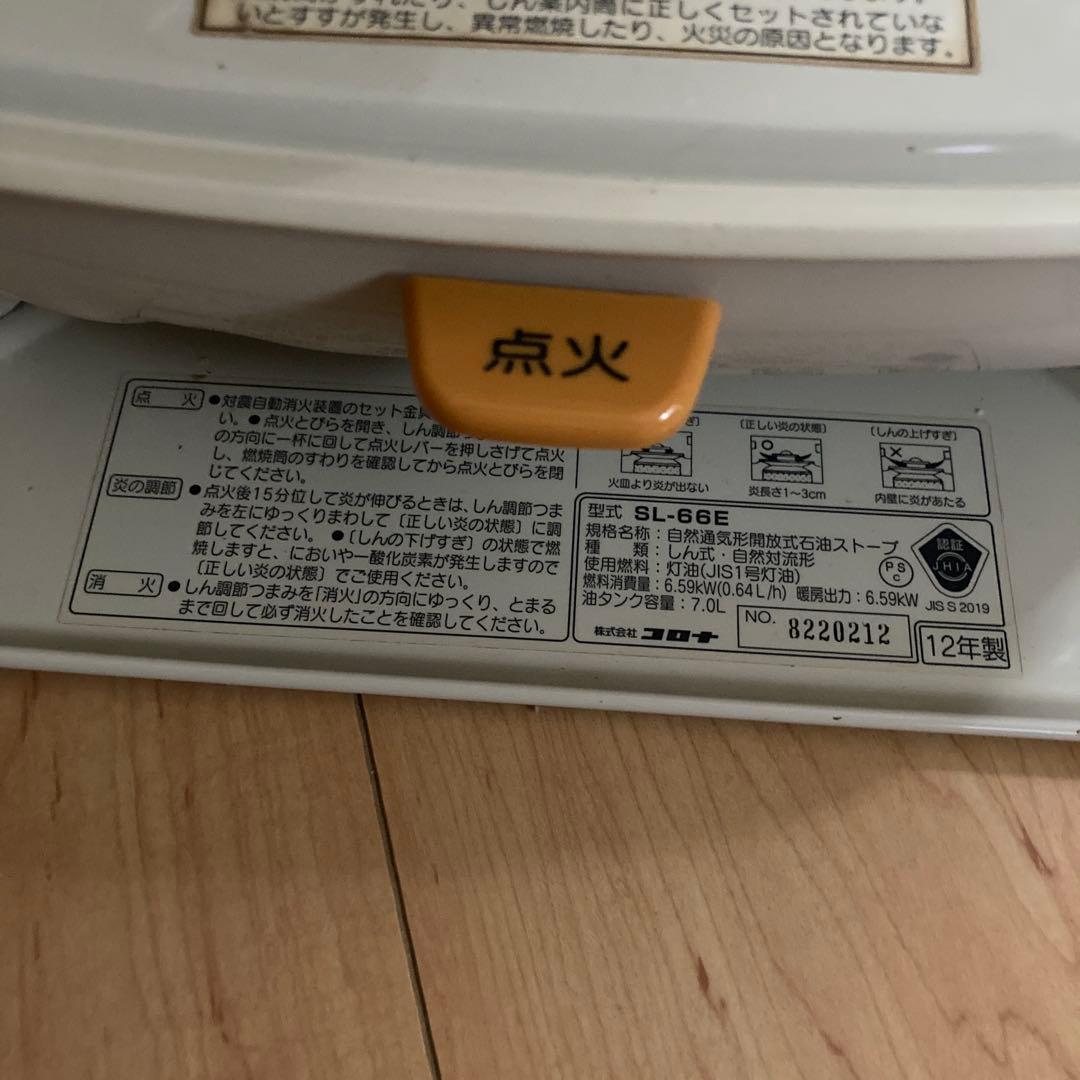 しん案内筒に正しくセットされていな
いとすすが発生し、異常燃焼したり、火災の原因となります。
点火
点 火
●対震自動消火装置のセット金具
い。●点火とびらを開き、しん調節
の方向に一杯に回して点火レバーを押しさげて点火
し、燃焼筒のすわりを確認してから点火とびらを閉
じてください。
炎の調節
●点火後15分位して炎が伸びるときは、しん調節つま
みを左にゆっくりまわして〔正しい炎の状態〕に調
節してください。●〔しんの下げすぎ〕の状態で燃
焼しますと、においや一酸化炭素が発生しますので
〔正しい炎の状態〕でご使用ください。
消 火
●しん調節つまみを「消火」の方向にゆっくり、とまる
まで回して必ず消火したことを確認してください。
火皿より炎が出ない
〔正しい炎の状態〕
炎長さ1〜3cm
〔しんの上げすぎ〕
内壁に炎があたる
型式 SL-66E
規格名称：自然通気形開放式石油ストーブ
種 類：しん式・自然対流形
使用燃料：灯油(JIS1号灯油)
燃料消費量：6.59kW(0.64L/h) 暖房出力：6.59kW
油タンク容量：7.0L
株式会社 コロナ
NO. 8220212
12年製
PS
C
認証
JHIA
JIS S 2019